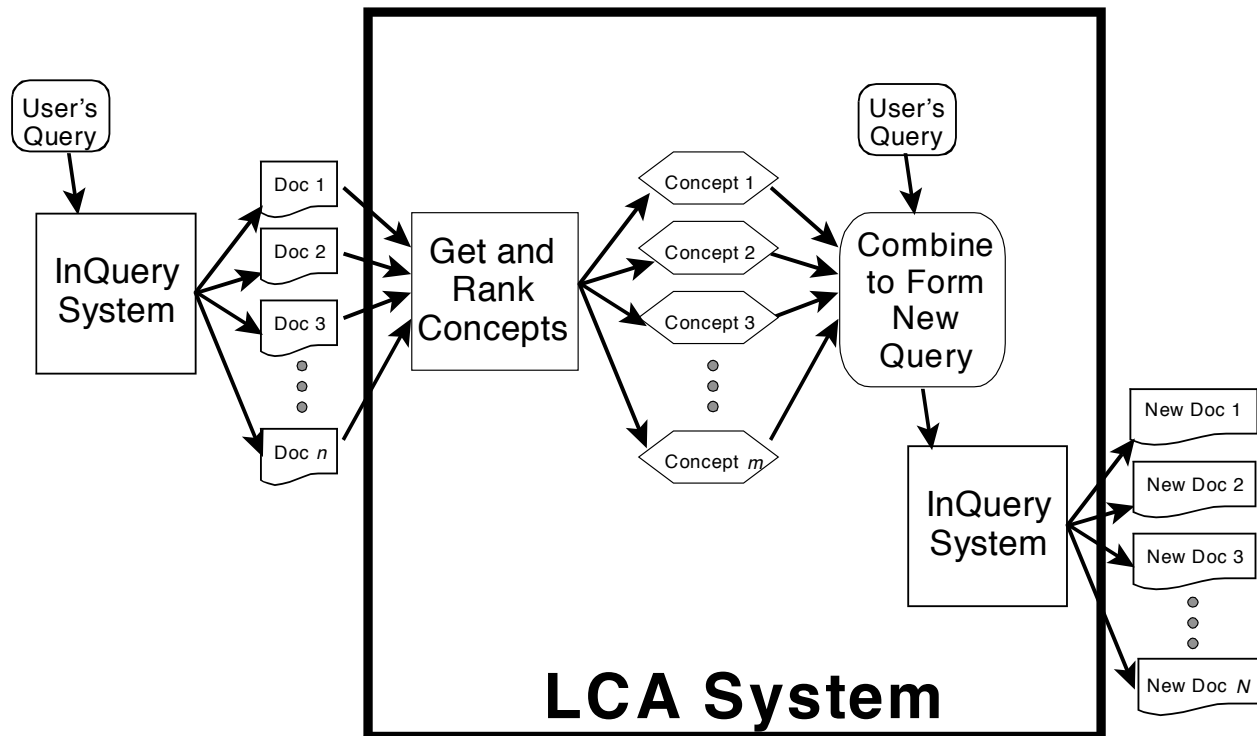 User's
Query
InQuery
System
Doc 1
Doc 2
Doc 3
Doc n
Get and
Rank
Concepts
Concept 1
Concept 2
Concept 3
Concept m
User's
Query
Combine
to Form
New
Query
InQuery
System
New Doc 1
New Doc 2
New Doc 3
New Doc N
LCA System